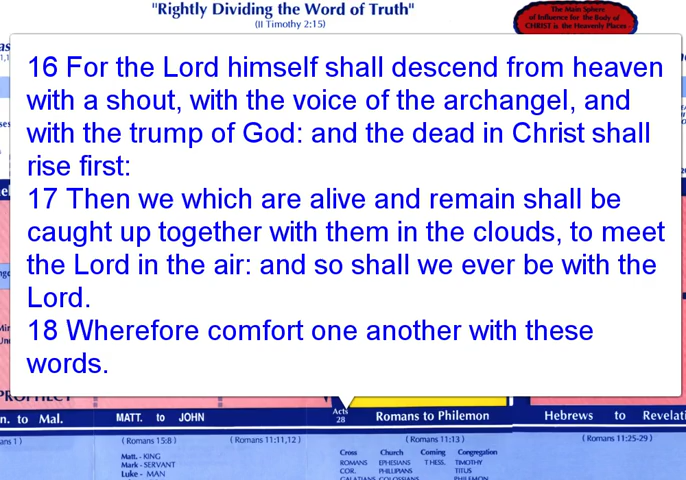 "Rightly Dividing the Word of Truth"
(II Timothy 2:15)
The Main Sphere
of Influence for the Body of
CHRIST is the Heavenly Places
16 For the Lord himself shall descend from heaven
with a shout, with the voice of the archangel, and
with the trump of God: and the dead in Christ shall
rise first:
17 Then we which are alive and remain shall be
caught up together with them in the clouds, to meet
the Lord in the air: and so shall we ever be with the
Lord.
18 Wherefore comfort one another with these
words.
n. to Mal.
MATT. to JOHN
Acts
28
Romans to Philemon
Hebrews to Revelati
ans 1 )
( Romans 15:8 )
( Romans 11:11,12 )
( Romans 11:13 )
( Romans 11:25-29 )
Matt. - KING
Mark - SERVANT
Luke - MAN
Cross Church Coming Congregation
ROMANS EPHESIANS THESS. TIMOTHY
COR. PHILIPPIANS TITUS
GALATIANS COLOSSIANS PHILEMON